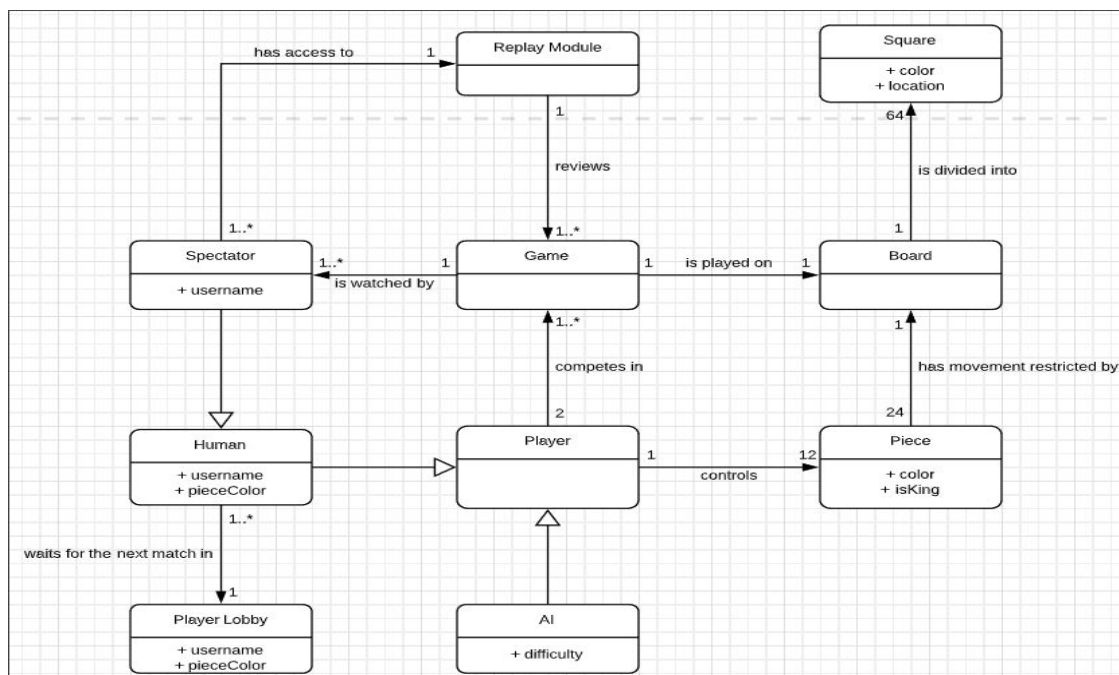 has access to
1
Replay Module
Square
+ color
+ location
1
64
reviews
is divided into
1..*
1..*
1
Spectator
+ username
1..*
1
is watched by
Game
1
is played on
1
Board
1..*
1
competes in
has movement restricted by
2
24
Human
+ username
+ pieceColor
Player
1
12
controls
Piece
+ color
+ isKing
1..*
waits for the next match in
1
Player Lobby
+ username
+ pieceColor
AI
+ difficulty